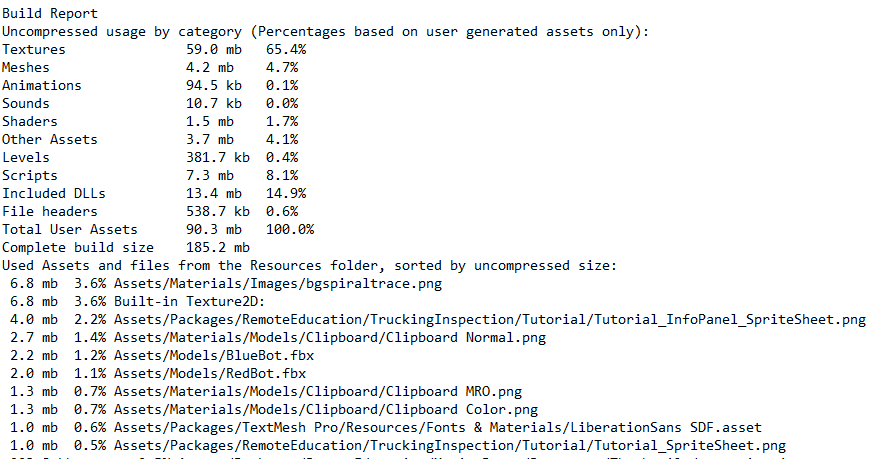 Build Report
Uncompressed usage by category (Percentages based on user generated assets only):
Textures 59.0 mb 65.4%
Meshes 4.2 mb 4.7%
Animations 94.5 kb 0.1%
Sounds 10.7 kb 0.0%
Shaders 1.5 mb 1.7%
Other Assets 3.7 mb 4.1%
Levels 381.7 kb 0.4%
Scripts 7.3 mb 8.1%
Included DLLs 13.4 mb 14.9%
File headers 538.7 kb 0.6%
Total User Assets 90.3 mb 100.0%
Complete build size 185.2 mb
Used Assets and files from the Resources folder, sorted by uncompressed size:
6.8 mb 3.6% Assets/Materials/Images/bgspiraltrace.png
6.8 mb 3.6% Built-in Texture2D:
4.0 mb 2.2% Assets/Packages/RemoteEducation/TruckingInspection/Tutorial/Tutorial_InfoPanel_SpriteSheet.png
2.7 mb 1.4% Assets/Materials/Models/Clipboard/Clipboard Normal.png
2.2 mb 1.2% Assets/Models/BlueBot.fbx
2.0 mb 1.1% Assets/Models/RedBot.fbx
1.3 mb 0.7% Assets/Materials/Models/Clipboard/Clipboard MRO.png
1.3 mb 0.7% Assets/Materials/Models/Clipboard/Clipboard Color.png
1.0 mb 0.6% Assets/Packages/TextMesh Pro/Resources/Fonts & Materials/LiberationSans SDF.asset
1.0 mb 0.5% Assets/Packages/RemoteEducation/TruckingInspection/Tutorial/Tutorial_SpriteSheet.png